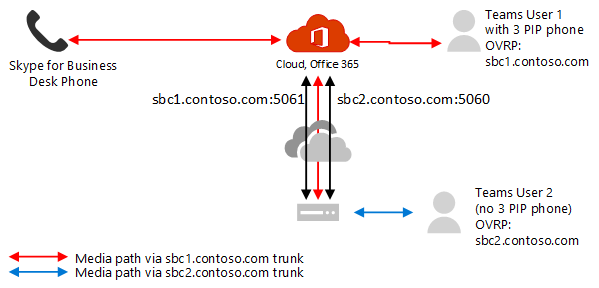 Skype for Business
Desk Phone
Cloud, Office 365
Teams User 1
with 3 PIP phone
OVRP:
sbc1.contoso.com
sbc1.contoso.com:5061
sbc2.contoso.com:5060
Teams User 2
(no 3 PIP phone)
OVRP:
sbc2.contoso.com
Media path via sbc1.contoso.com trunk
Media path via sbc2.contoso.com trunk